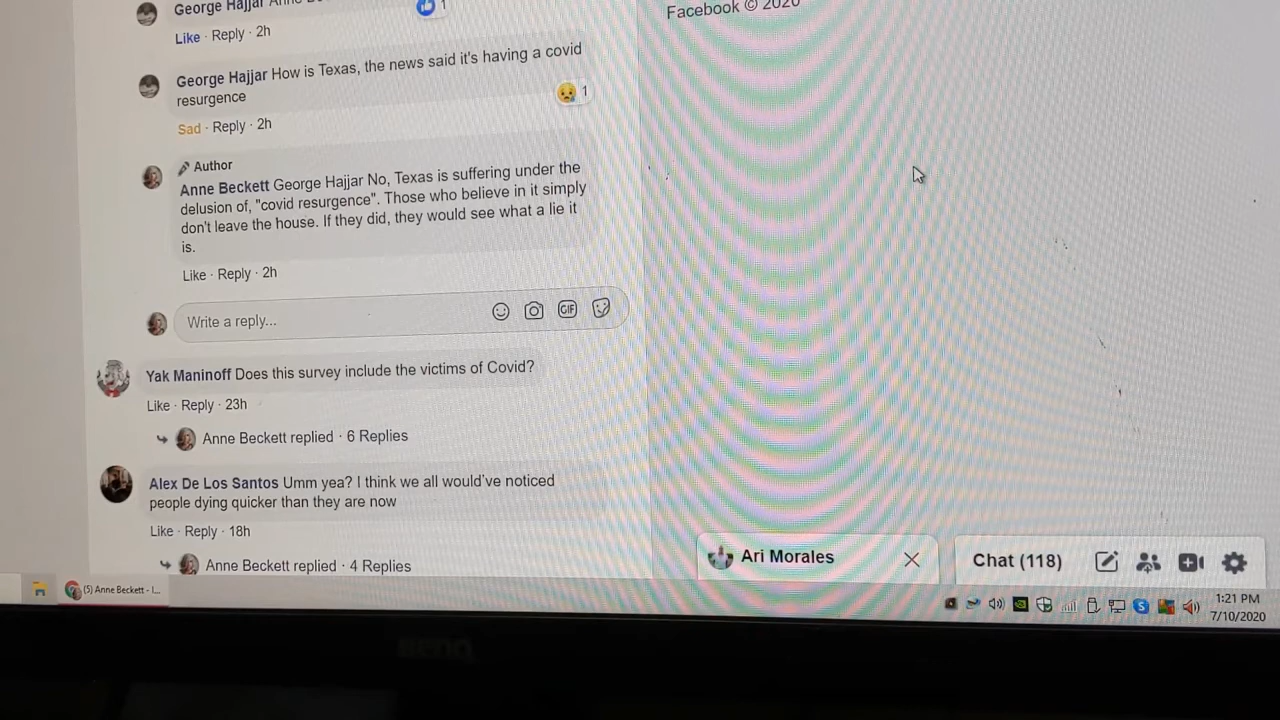 George Hajjar Anne
1
Facebook © 2020
Like · Reply · 2h
George Hajjar How is Texas, the news said it's having a covid
resurgence
1
Sad · Reply · 2h
Author
Anne Beckett George Hajjar No, Texas is suffering under the
delusion of, "covid resurgence". Those who believe in it simply
don't leave the house. If they did, they would see what a lie it
is.
Like · Reply · 2h
Write a reply...
GIF
Yak Maninoff Does this survey include the victims of Covid?
Like · Reply · 23h
Anne Beckett replied · 6 Replies
Alex De Los Santos Umm yea? I think we all would've noticed
people dying quicker than they are now
Like · Reply · 18h
Anne Beckett replied · 4 Replies
Ari Morales
Chat (118)
(5) Anne Beckett - I...
1:21 PM
7/10/2020
BenQ